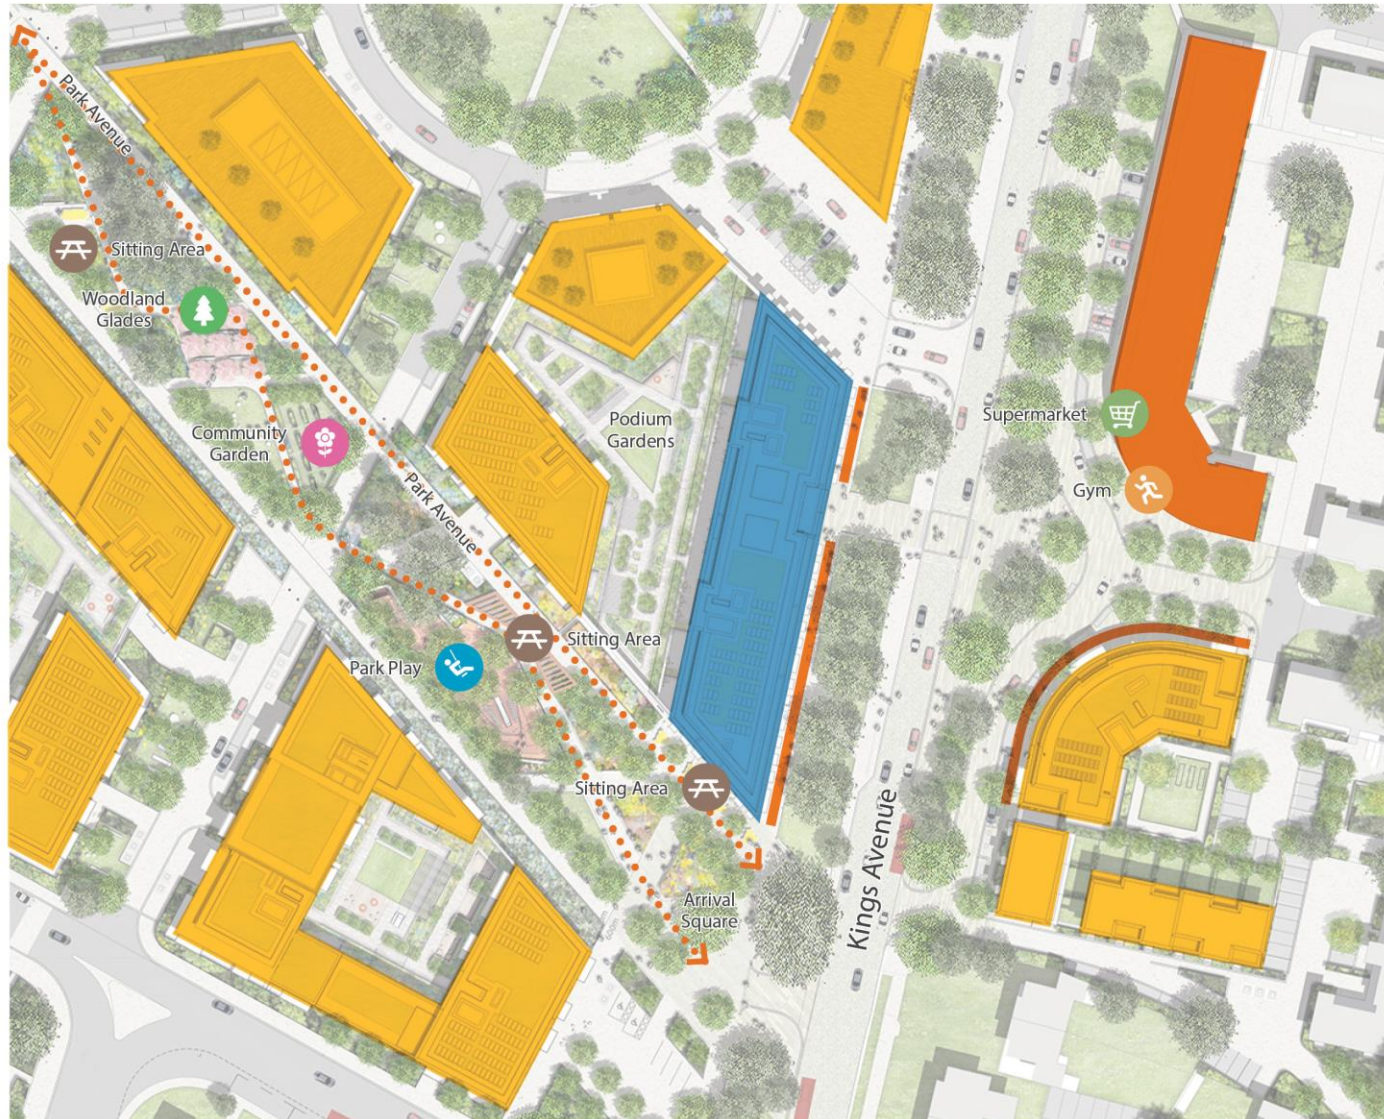 Park Avenue
Sitting Area
Woodland
Glades
Community
Garden
Podium
Gardens
Supermarket
Gym
Park Avenue
Sitting Area
Park Play
Sitting Area
Kings Avenue
Arrival
Square